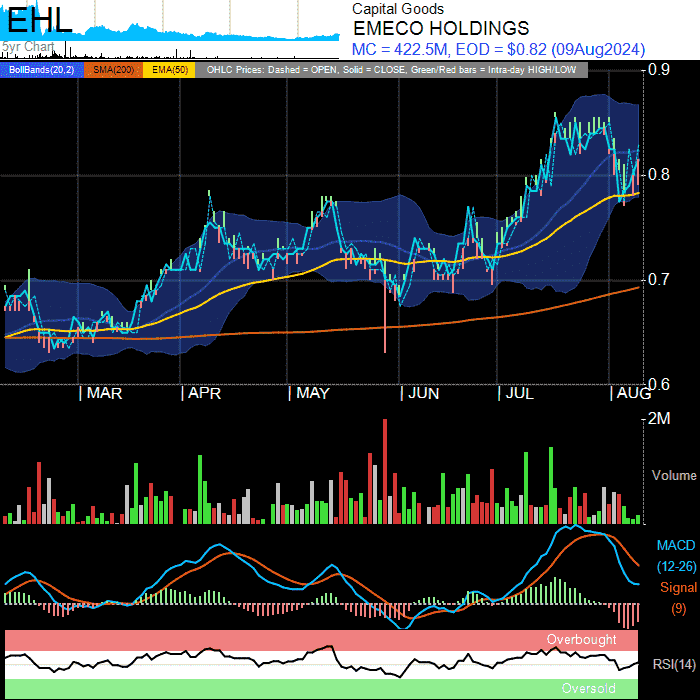 EHL
Capital Goods
EMECO HOLDINGS
5yr Chart
MC = 422.5M, EOD = $0.82 (09Aug2024)
BollBands(20,2) SMA(200) EMA(50) OHLC Prices: Dashed = OPEN, Solid = CLOSE, Green/Red bars = Intra-day HIGH/LOW
0.9
0.8
0.7
0.6
MAR APR MAY JUN JUL AUG
2M
Volume
MACD
(12-26)
Signal
(9)
Overbought
RSI(14)
Oversold